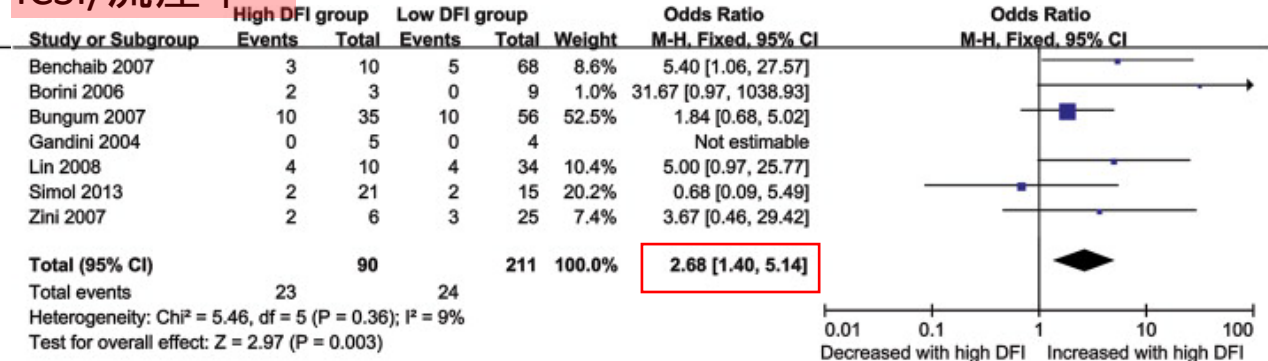 High DFI group Low DFI group Odds Ratio Odds Ratio
Study or Subgroup Events Total Events Total Weight M-H, Fixed, 95% CI M-H, Fixed, 95% CI
Benchaib 2007 3 10 5 68 8.6% 5.40 [1.06, 27.57]
Borini 2006 2 3 0 9 1.0% 31.67 [0.97, 1038.93]
Bungum 2007 10 35 10 56 52.5% 1.84 [0.68, 5.02]
Gandini 2004 0 5 0 4 Not estimable
Lin 2008 4 10 4 34 10.4% 5.00 [0.97, 25.77]
Simol 2013 2 21 2 15 20.2% 0.68 [0.09, 5.49]
Zini 2007 2 6 3 25 7.4% 3.67 [0.46, 29.42]
Total (95% CI) 90 211 100.0% 2.68 [1.40, 5.14]
Total events 23 24
Heterogeneity: Chi² = 5.46, df = 5 (P = 0.36); I² = 9%
Test for overall effect: Z = 2.97 (P = 0.003)
0.01 0.1 1 10 100
Decreased with high DFI Increased with high DFI